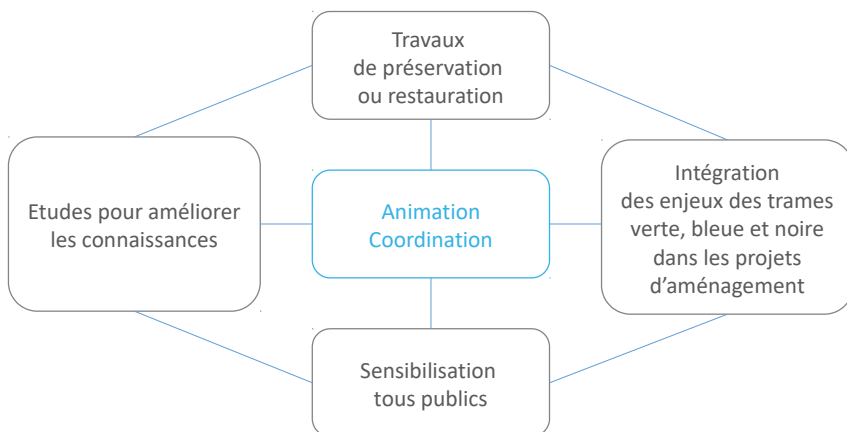 Travaux
de préservation
ou restauration
Etudes pour améliorer
les connaissances
Animation
Coordination
Intégration
des enjeux des trames
verte, bleue et noire
dans les projets
d’aménagement
Sensibilisation
tous publics